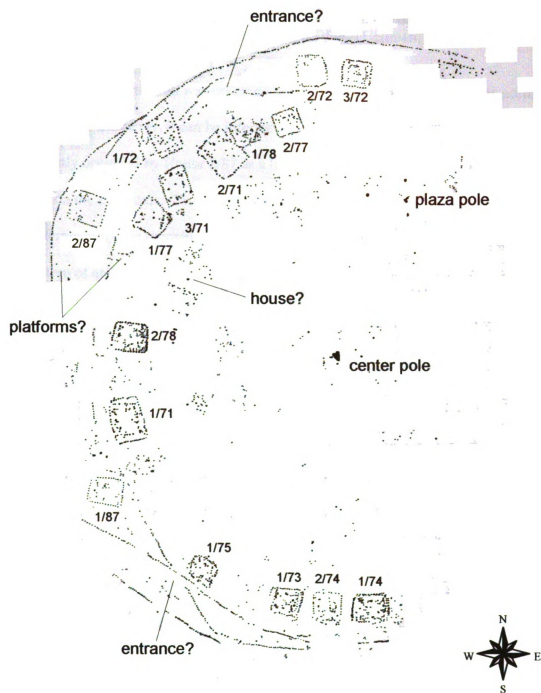 entrance?
2/72
3/72
1/72
1/78
2/77
2/71
3/71
plaza pole
2/87
1/77
house?
platforms?
2/78
center pole
1/71
1/87
1/75
1/73
2/74
1/74
entrance?
N
W
E
S